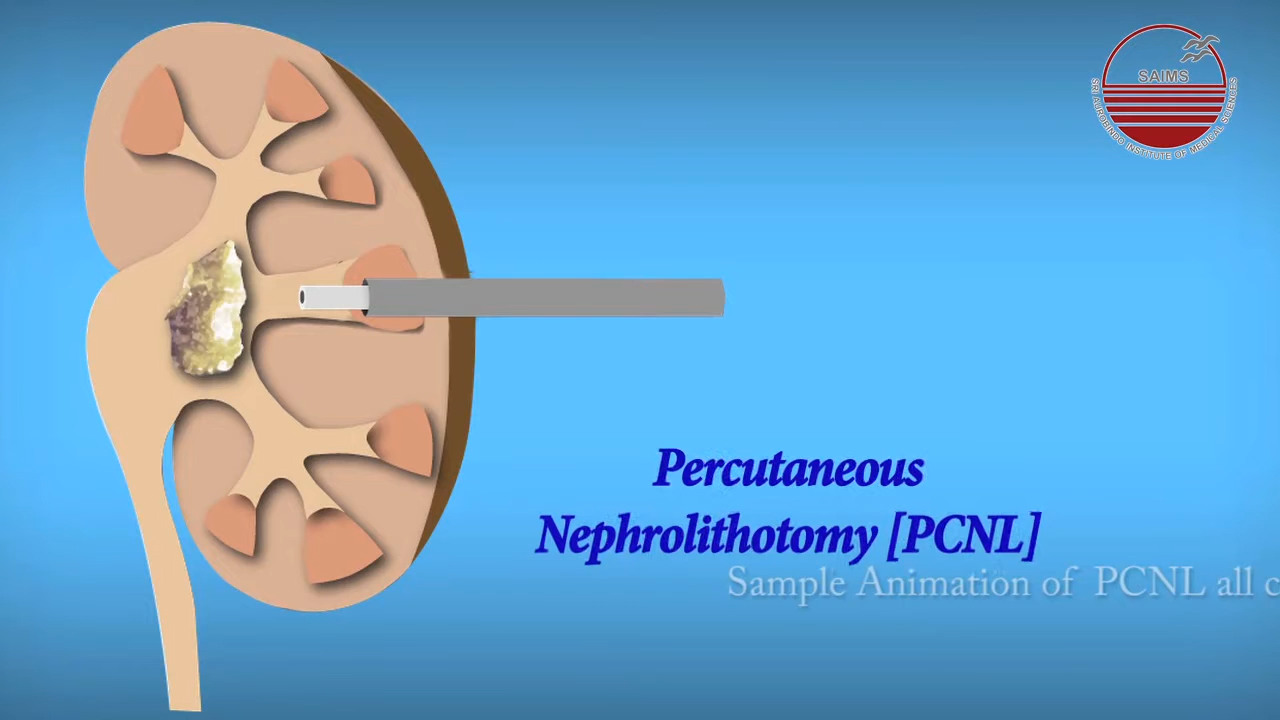 SAIMS
SRI AUROBINDO INSTITUTE OF MEDICAL SCIENCES
Percutaneous
Nephrolithotomy [PCNL]
Sample Animation of PCNL all c